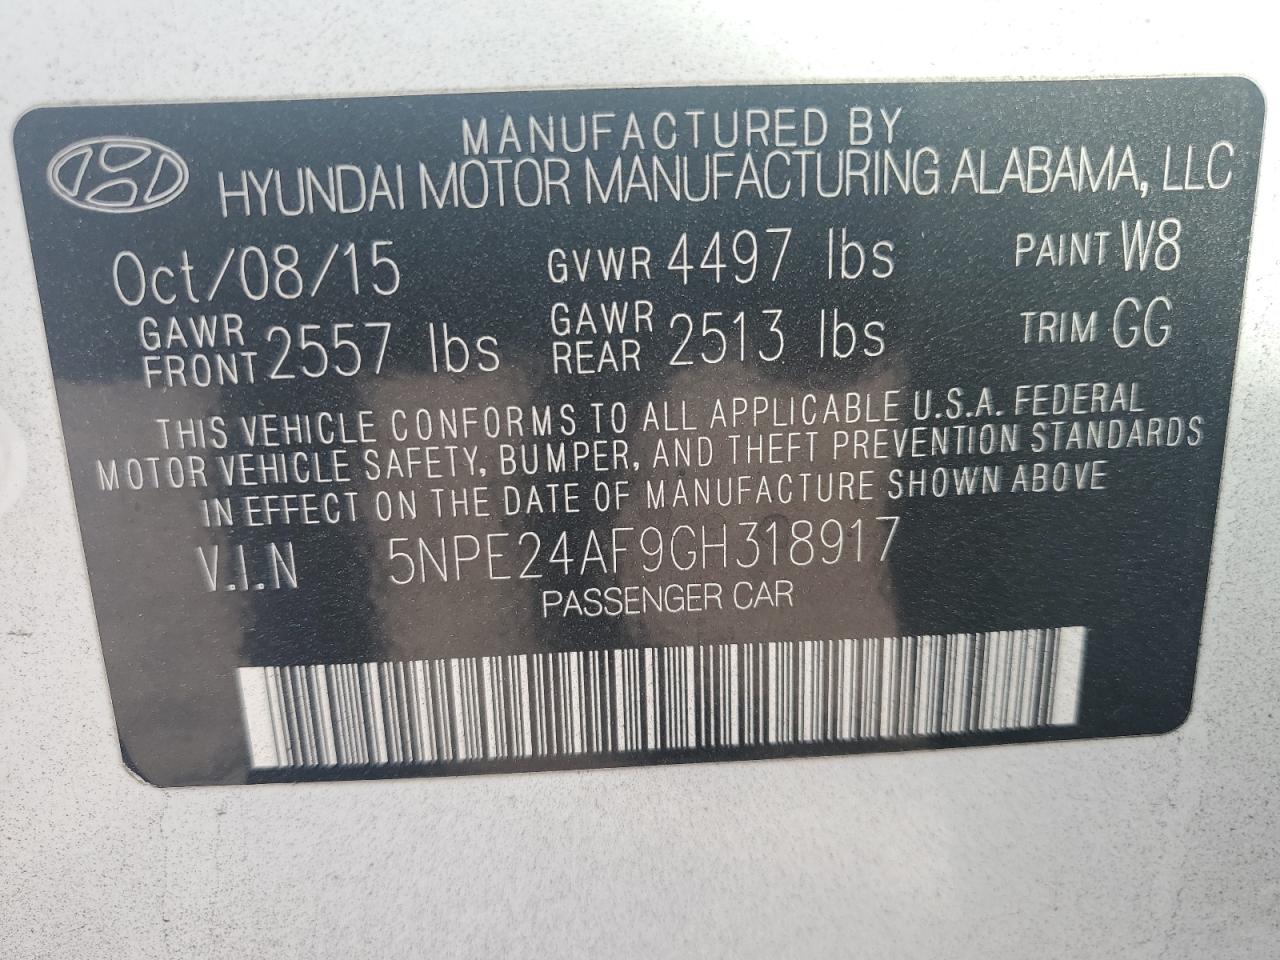 MANUFACTURED BY
HYUNDAI MOTOR MANUFACTURING ALABAMA, LLC
Oct/08/15 GVWR 4497 lbs PAINT W8
GAWR FRONT 2557 lbs GAWR REAR 2513 lbs TRIM GG
THIS VEHICLE CONFORMS TO ALL APPLICABLE U.S.A. FEDERAL
MOTOR VEHICLE SAFETY, BUMPER, AND THEFT PREVENTION STANDARDS
IN EFFECT ON THE DATE OF MANUFACTURE SHOWN ABOVE
V.I.N 5NPE24AF9GH318917
PASSENGER CAR